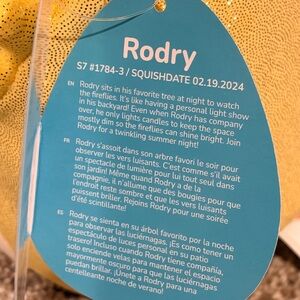 Rodry
S7 #1784-3 / SQUISHDATE 02.19.2024
EN Rodry sits in his favorite tree at night to watch
the fireflies. It's like having a personal light show
in his backyard! Even when Rodry has company
over, he only lights candles to keep the space
mostly dim so the fireflies can shine bright. Join
Rodry for a twinkling summer night!
FR Rodry s'assoit dans son arbre favori le soir pour
observer les vers luisants. C'est comme s'il avait
un spectacle de lumière pour lui tout seul dans
son jardin! Même quand Rodry a de la
compagnie, il n'allume que des bougies pour que
l'endroit reste sombre et que les vers luisants
puissent briller. Rejoins Rodry pour une soirée
d'été scintillante!
ES Rodry se sienta en su árbol favorito por la noche
para observar las luciérnagas. ¡Es como tener un
espectáculo de luces personal en su patio
trasero! Incluso cuando Rodry tiene compañía,
solo enciende velas para mantener el espacio
mayormente oscuro para que las luciérnagas
puedan brillar. ¡Únete a Rodry para una
centelleante noche de verano!